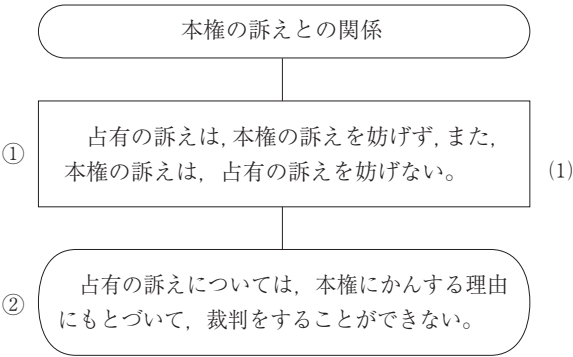 本権の訴えとの関係
① 占有の訴えは, 本権の訴えを妨げず, また, (1)
本権の訴えは, 占有の訴えを妨げない。
② 占有の訴えについては, 本権にかんする理由
にもとづいて, 裁判をすることができない。